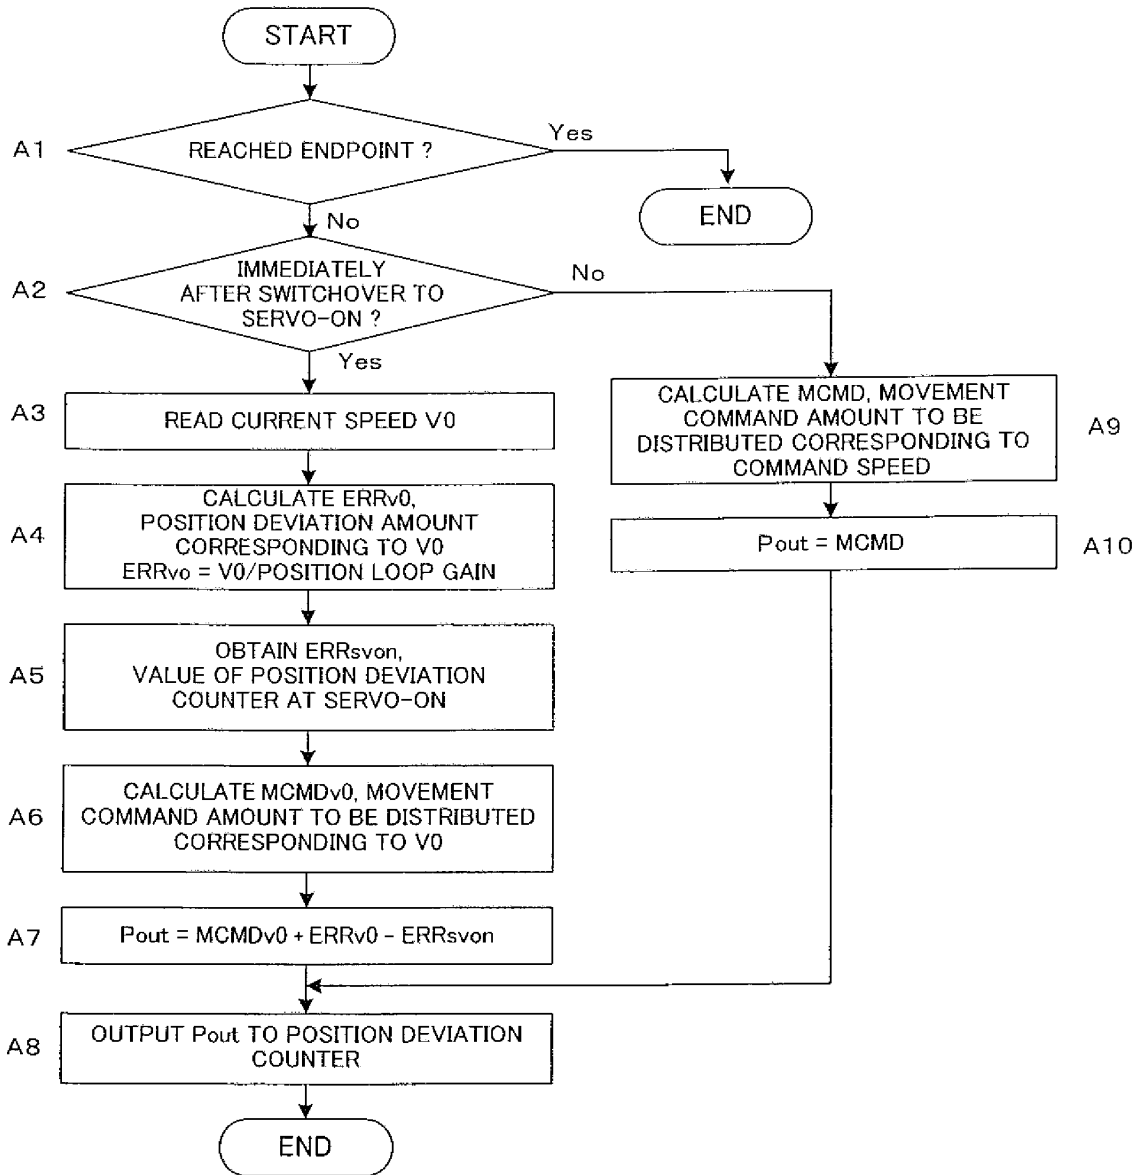 START
A1
REACHED ENDPOINT ?
Yes
END
No
A2
IMMEDIATELY
AFTER SWITCHOVER TO
SERVO-ON ?
No
Yes
A3
READ CURRENT SPEED V0
CALCULATE MCMD, MOVEMENT
COMMAND AMOUNT TO BE
DISTRIBUTED CORRESPONDING TO
COMMAND SPEED
A9
A4
CALCULATE ERRv0,
POSITION DEVIATION AMOUNT
CORRESPONDING TO V0
ERRvo = V0/POSITION LOOP GAIN
Pout = MCMD
A10
A5
OBTAIN ERRsvon,
VALUE OF POSITION DEVIATION
COUNTER AT SERVO-ON
A6
CALCULATE MCMDv0, MOVEMENT
COMMAND AMOUNT TO BE DISTRIBUTED
CORRESPONDING TO V0
A7
Pout = MCMDv0 + ERRv0 - ERRsvon
A8
OUTPUT Pout TO POSITION DEVIATION
COUNTER
END